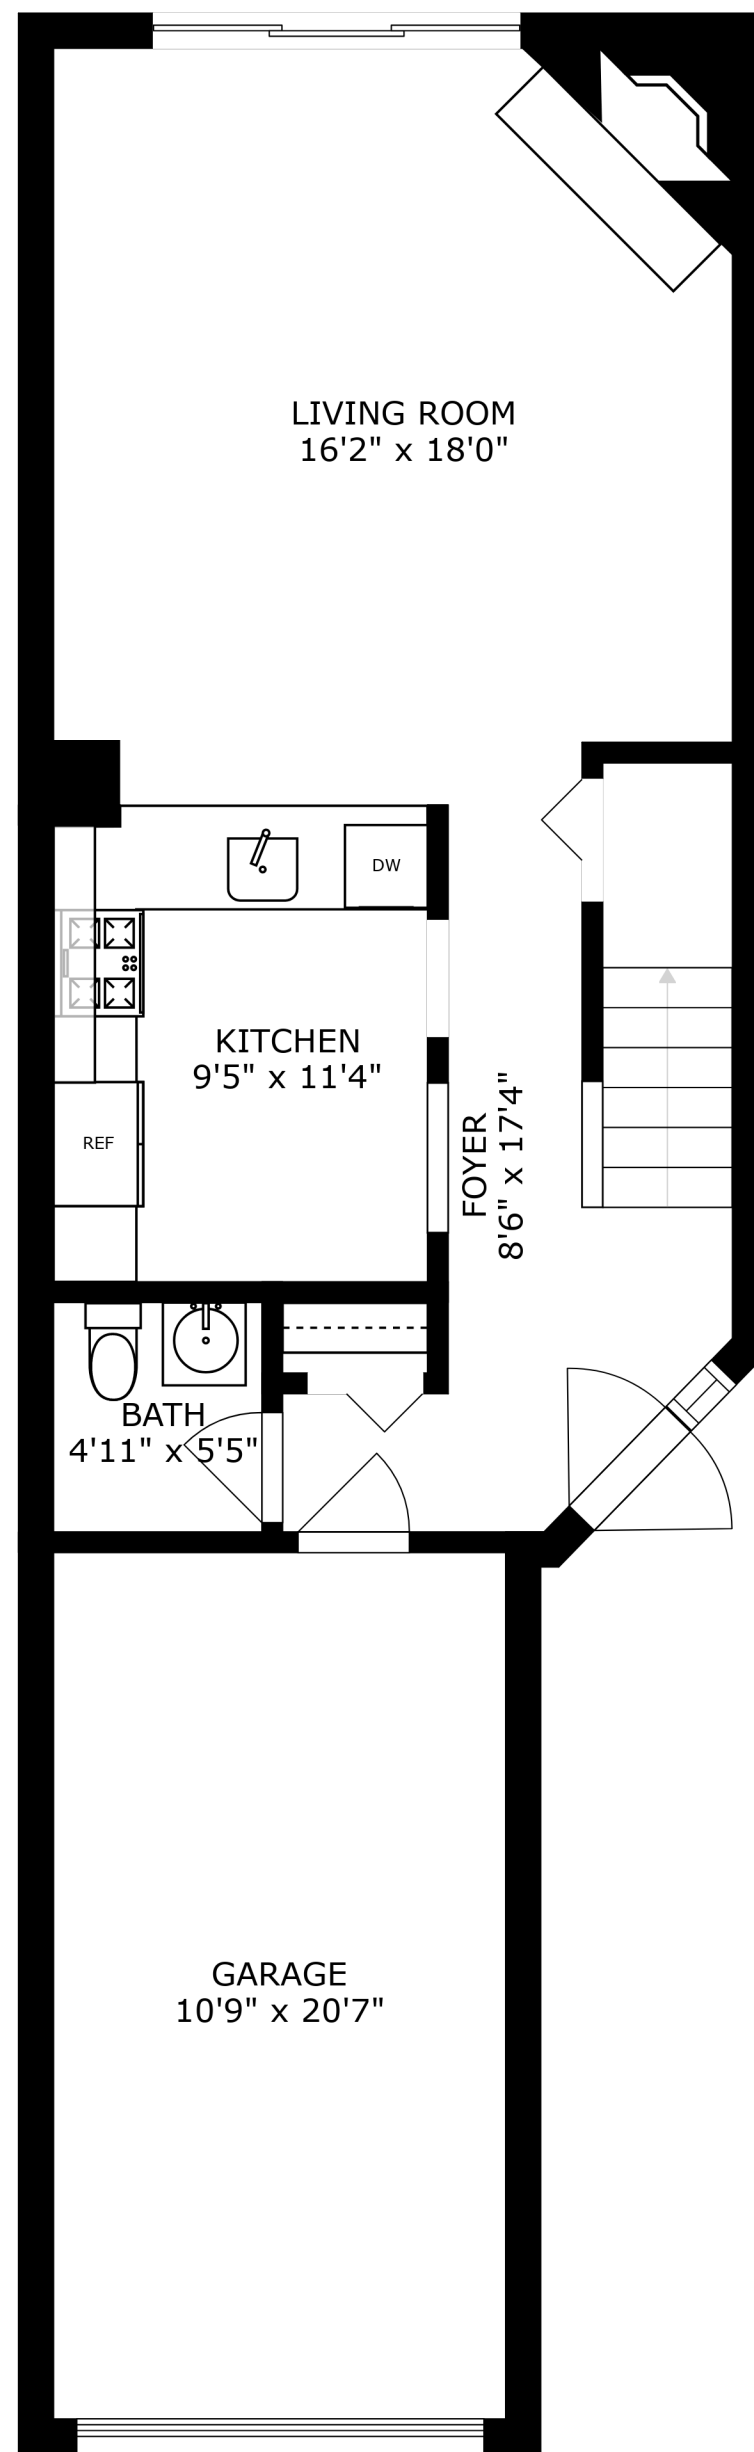 LIVING ROOM
16'2" x 18'0"
DW
KITCHEN
9'5" x 11'4"
REF
FOYER
8'6" x 17'4"
BATH
4'11" x 5'5"
GARAGE
10'9" x 20'7"